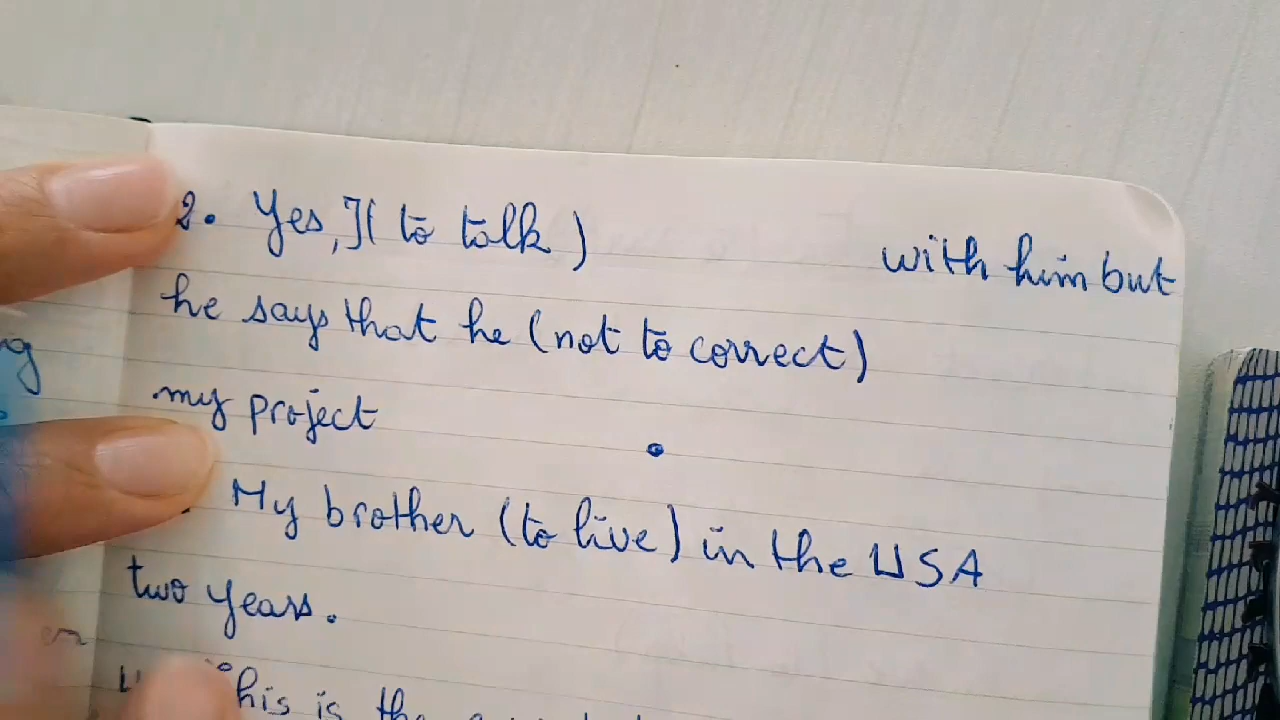 2. Yes, I ( to talk ) with him but
he says that he (not to correct)
my project .
My brother (to live) in the USA
two years.
This is the